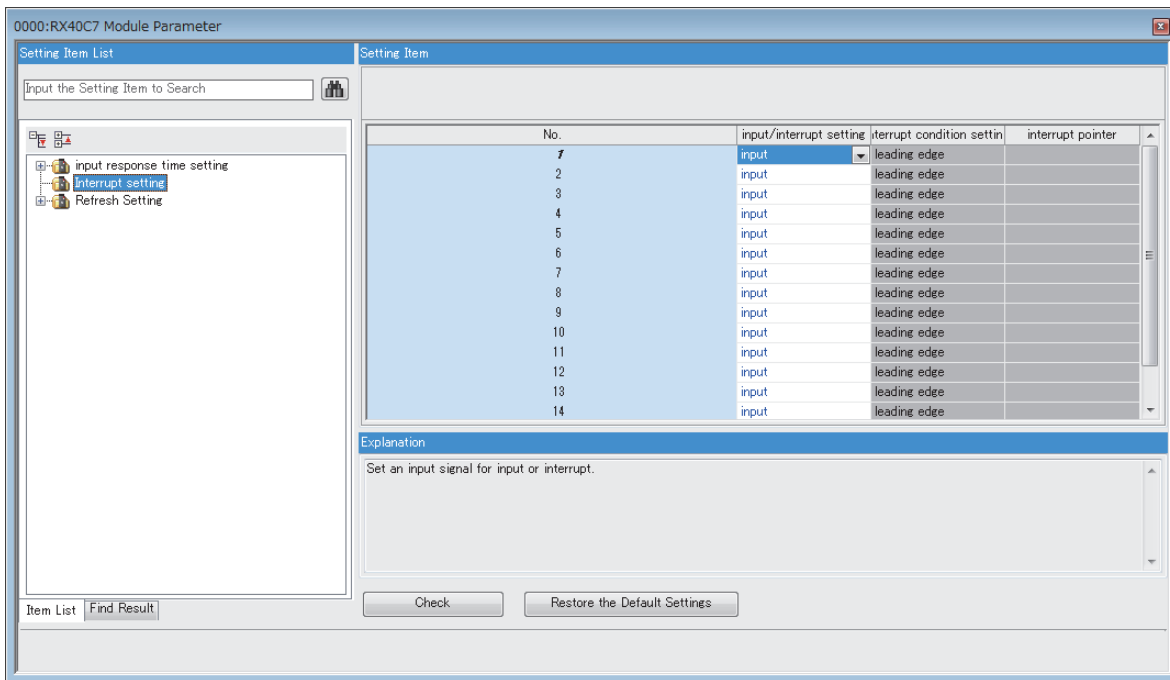 0000:RX40C7 Module Parameter
Setting Item List
Input the Setting Item to Search
input response time setting
Interrupt setting
Refresh Setting
Item List
Find Result
Setting Item
No. input/interrupt setting terrupt condition settin interrupt pointer
1 input leading edge
2 input leading edge
3 input leading edge
4 input leading edge
5 input leading edge
6 input leading edge
7 input leading edge
8 input leading edge
9 input leading edge
10 input leading edge
11 input leading edge
12 input leading edge
13 input leading edge
14 input leading edge
Explanation
Set an input signal for input or interrupt.
Check Restore the Default Settings